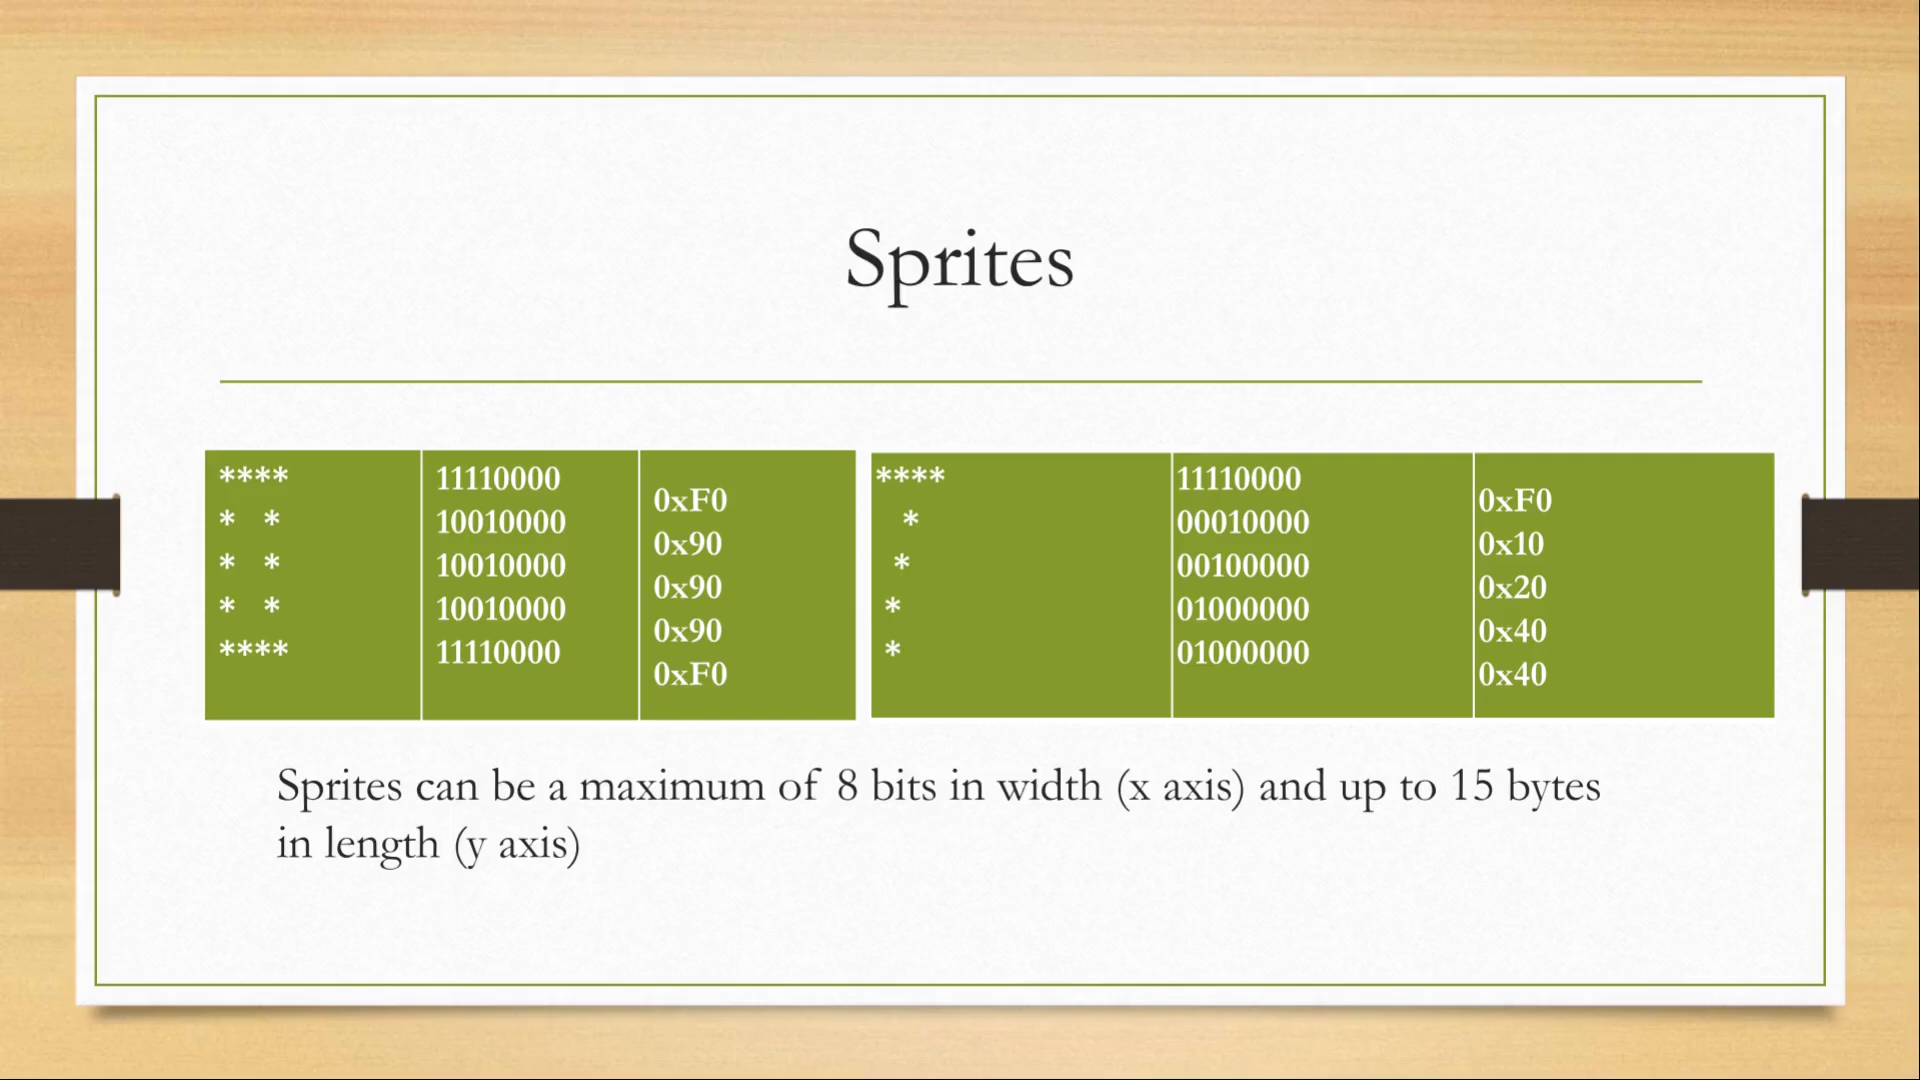 Sprites
**** 11110000 0xF0
*   * 10010000 0x90
*   * 10010000 0x90
*   * 10010000 0x90
**** 11110000 0xF0
**** 11110000 0xF0
   * 00010000 0x10
  * 00100000 0x20
 * 01000000 0x40
 * 01000000 0x40
Sprites can be a maximum of 8 bits in width (x axis) and up to 15 bytes
in length (y axis)